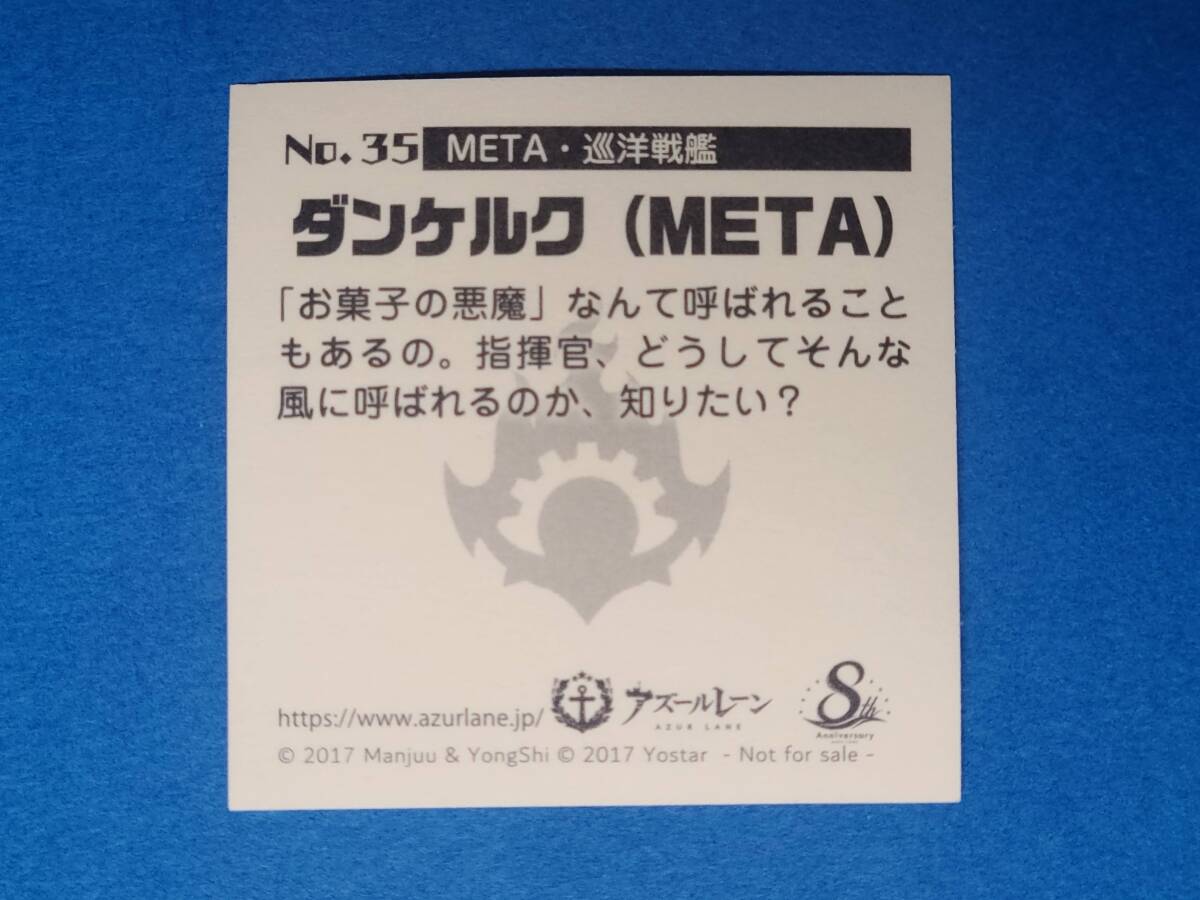 No. 35 META・巡洋戦艦
ダンケルク（META）
「お菓子の悪魔」なんて呼ばれること
もあるの。指揮官、どうしてそんな
風に呼ばれるのか、知りたい？
https://www.azurlane.jp/
アズールレーン
AZUR LANE
8th
Anniversary
© 2017 Manjuu & YongShi © 2017 Yostar - Not for sale -